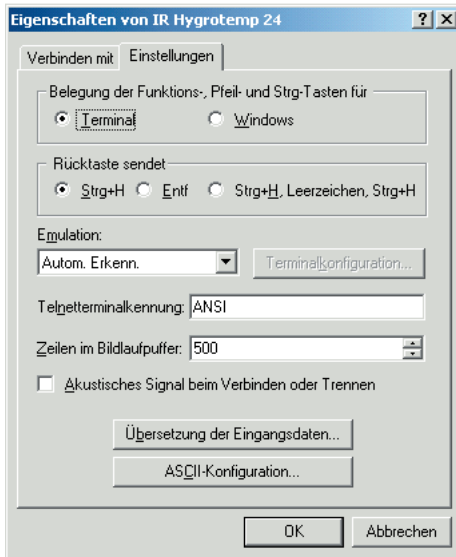 Eigenschaften von IR Hygrotemp 24
Verbinden mit Einstellungen
Belegung der Funktions-, Pfeil- und Strg-Tasten für
Terminal Windows
Rücktaste sendet
Strg+H Entf Strg+H, Leerzeichen, Strg+H
Emulation:
Autom. Erkenn. Terminalkonfiguration...
Telnetterminalkennung: ANSI
Zeilen im Bildlaufpuffer: 500
Akustisches Signal beim Verbinden oder Trennen
Übersetzung der Eingangsdaten...
ASCII-Konfiguration...
OK Abbrechen